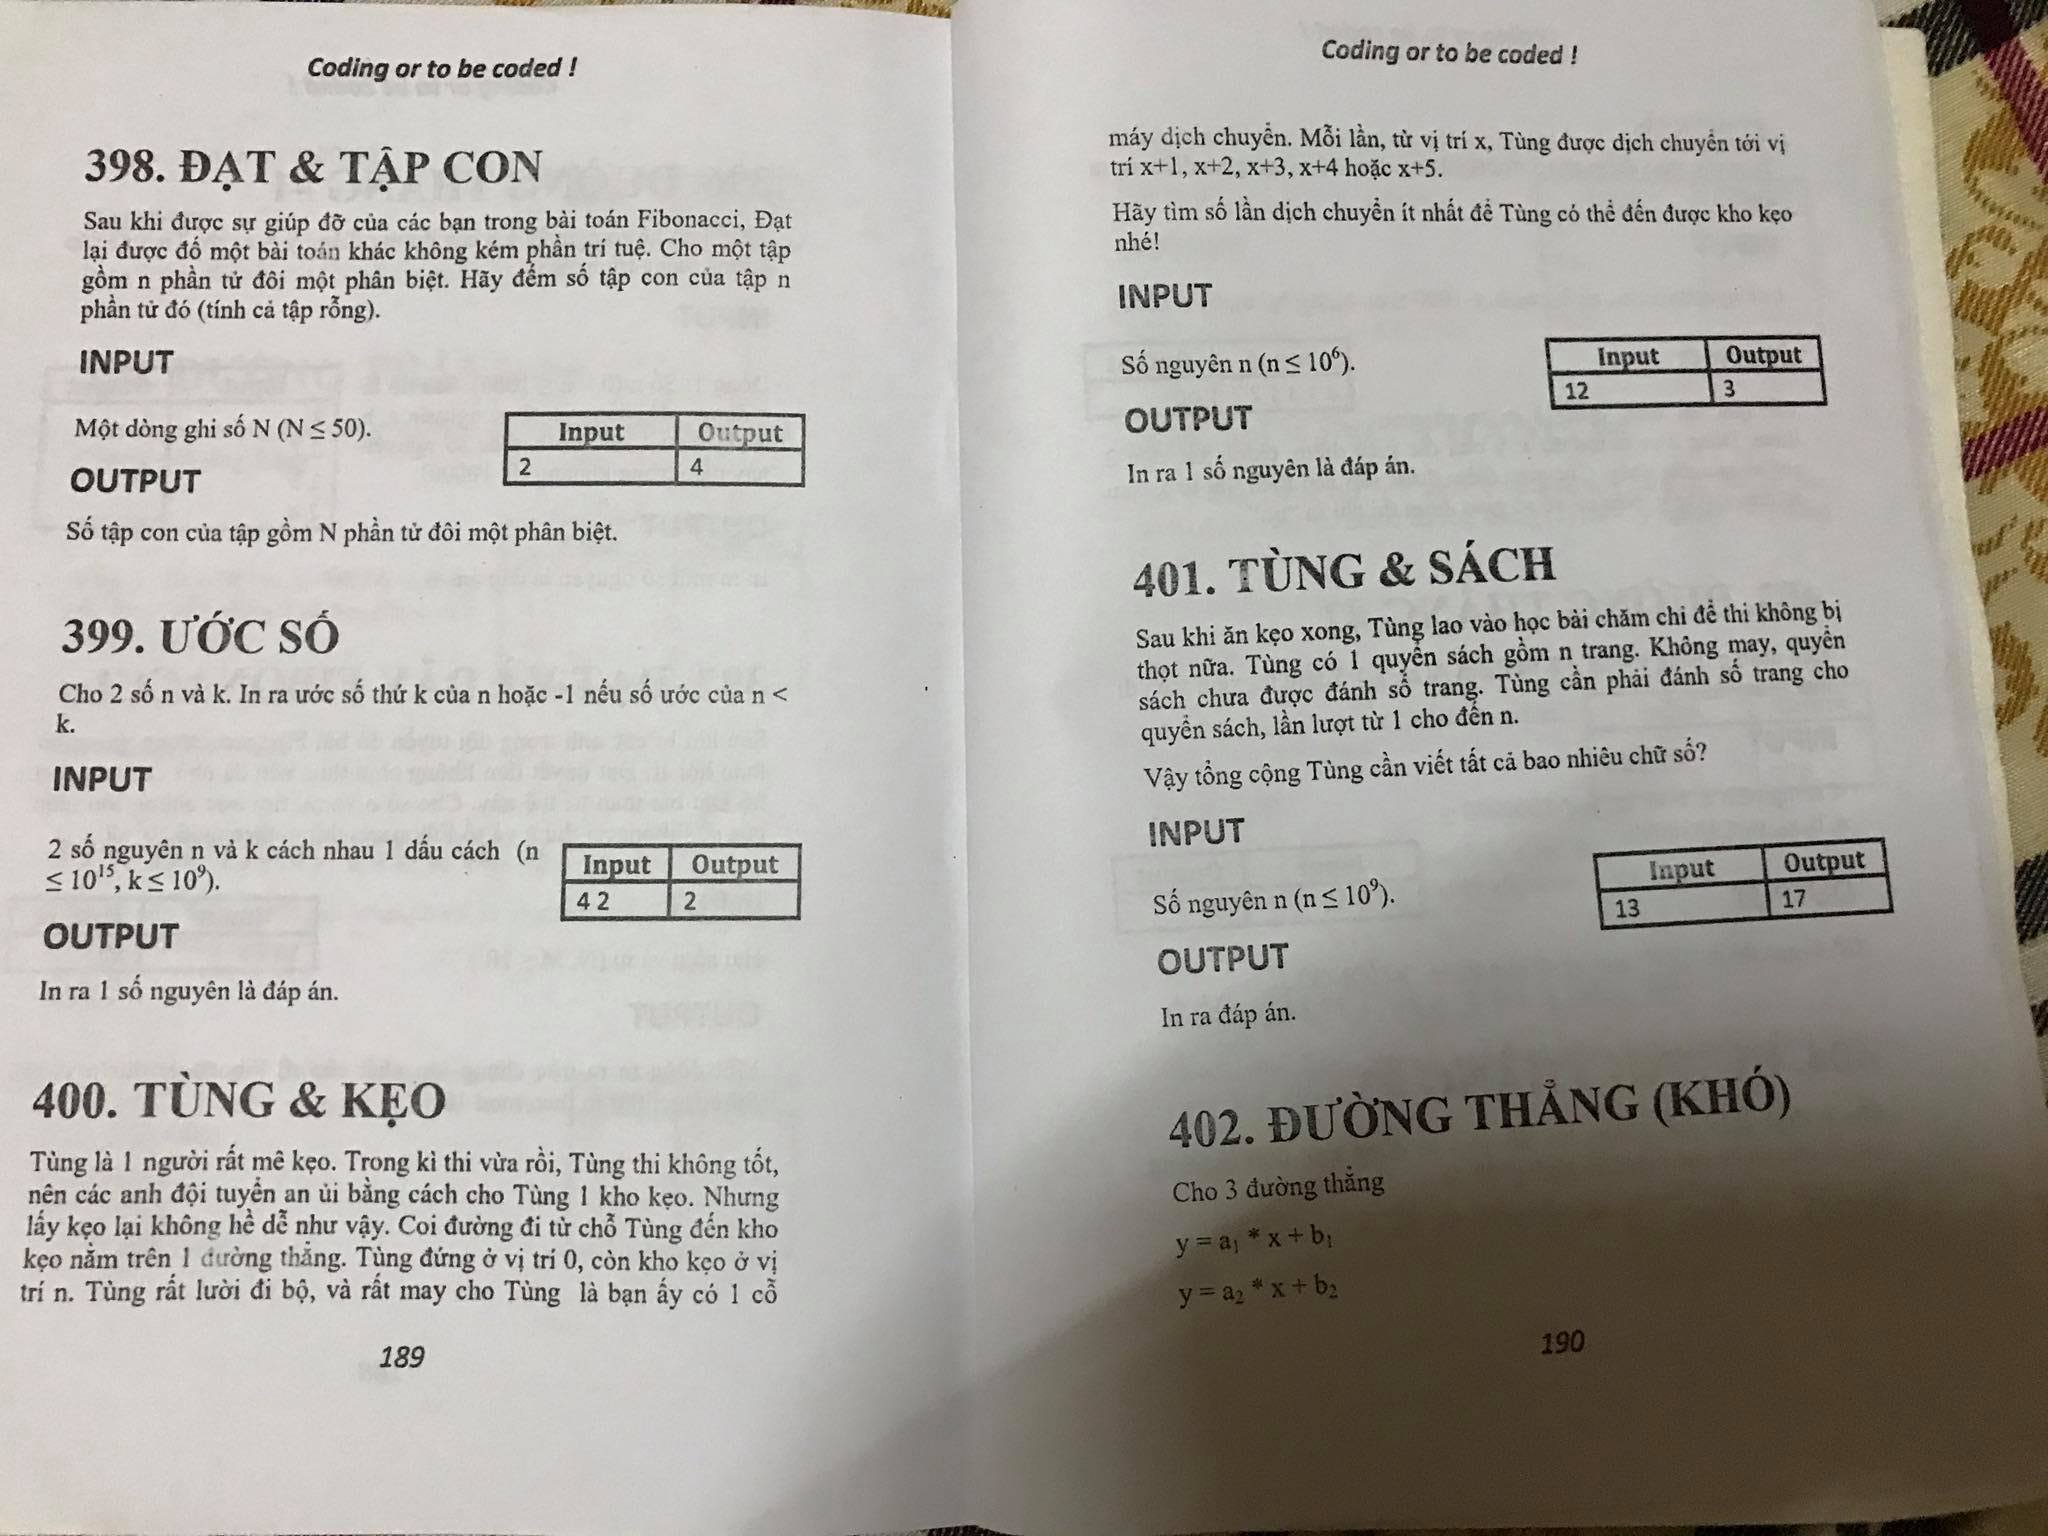 Coding or to be coded !
398. ĐẠT & TẬP CON
Sau khi được sự giúp đỡ của các bạn trong bài toán Fibonacci, Đạt
lại được đố một bài toán khác không kém phần trí tuệ. Cho một tập
gồm n phần tử đôi một phân biệt. Hãy đếm số tập con của tập n
phần tử đó (tính cả tập rỗng).
INPUT
Một dòng ghi số N (N ≤ 50).
Input Output
2 4
OUTPUT
Số tập con của tập gồm N phần tử đôi một phân biệt.
399. ƯỚC SỐ
Cho 2 số n và k. In ra ước số thứ k của n hoặc -1 nếu số ước của n <
k.
INPUT
2 số nguyên n và k cách nhau 1 dấu cách (n
≤ 10¹⁵, k ≤ 10⁹).
Input Output
4 2 2
OUTPUT
In ra 1 số nguyên là đáp án.
400. TÙNG & KẸO
Tùng là 1 người rất mê kẹo. Trong kì thi vừa rồi, Tùng thi không tốt,
nên các anh đội tuyển an ủi bằng cách cho Tùng 1 kho kẹo. Nhưng
lấy kẹo lại không hề dễ như vậy. Coi đường đi từ chỗ Tùng đến kho
kẹo nằm trên 1 đường thẳng. Tùng đứng ở vị trí 0, còn kho kẹo ở vị
trí n. Tùng rất lười đi bộ, và rất may cho Tùng là bạn ấy có 1 cỗ
189
Coding or to be coded !
máy dịch chuyển. Mỗi lần, từ vị trí x, Tùng được dịch chuyển tới vị
trí x+1, x+2, x+3, x+4 hoặc x+5.
Hãy tìm số lần dịch chuyển ít nhất để Tùng có thể đến được kho kẹo
nhé!
INPUT
Số nguyên n (n ≤ 10⁶).
Input Output
12 3
OUTPUT
In ra 1 số nguyên là đáp án.
401. TÙNG & SÁCH
Sau khi ăn kẹo xong, Tùng lao vào học bài chăm chỉ để thi không bị
thọt nữa. Tùng có 1 quyển sách gồm n trang. Không may, quyển
sách chưa được đánh số trang. Tùng cần phải đánh số trang cho
quyển sách, lần lượt từ 1 cho đến n.
Vậy tổng cộng Tùng cần viết tất cả bao nhiêu chữ số?
INPUT
Số nguyên n (n ≤ 10⁹).
Input Output
13 17
OUTPUT
In ra đáp án.
402. ĐƯỜNG THẲNG (KHÓ)
Cho 3 đường thẳng
y = a₁ * x + b₁
y = a₂ * x + b₂
190